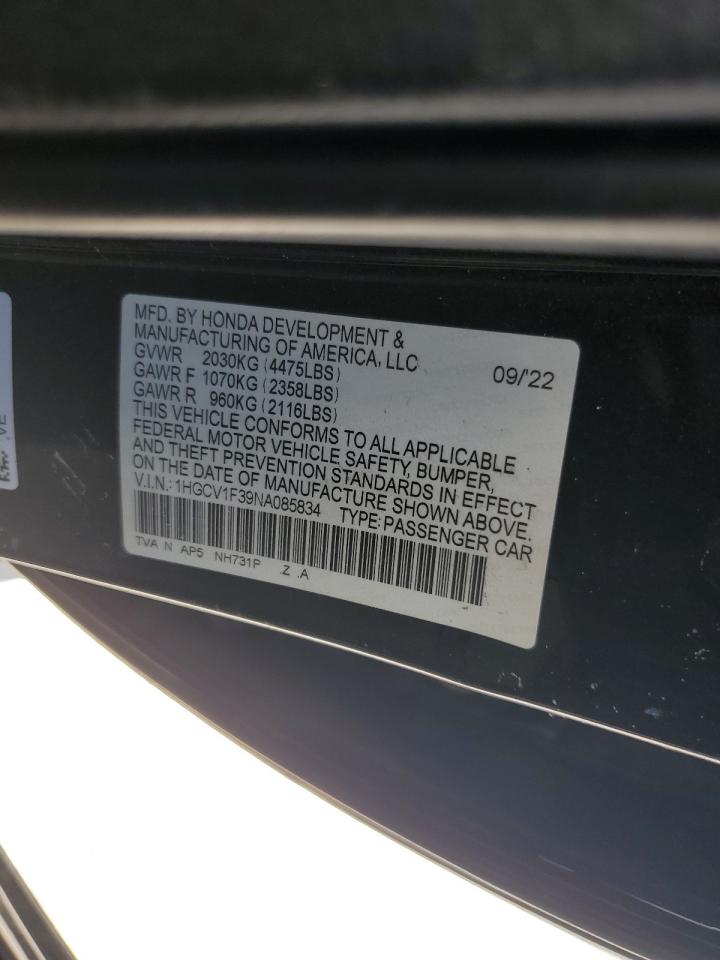 MFD. BY HONDA DEVELOPMENT &
MANUFACTURING OF AMERICA, LLC
GVWR 2030KG (4475LBS) 09/'22
GAWR F 1070KG (2358LBS)
GAWR R 960KG (2116LBS)
THIS VEHICLE CONFORMS TO ALL APPLICABLE
FEDERAL MOTOR VEHICLE SAFETY, BUMPER,
AND THEFT PREVENTION STANDARDS IN EFFECT
ON THE DATE OF MANUFACTURE SHOWN ABOVE.
V.I.N.: 1HGCV1F39NA085834 TYPE: PASSENGER CAR
TVA N AP5 NH731P .Z .A
VE